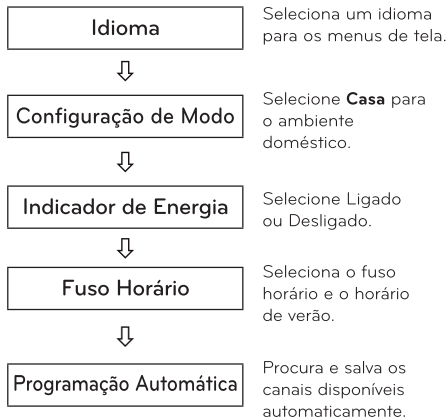 Idioma
Seleciona um idioma
para os menus de tela.
Configuração de Modo
Selecione Casa para
o ambiente
doméstico.
Indicador de Energia
Selecione Ligado
ou Desligado.
Fuso Horário
Seleciona o fuso
horário e o horário
de verão.
Programação Automática
Procura e salva os
canais disponíveis
automaticamente.